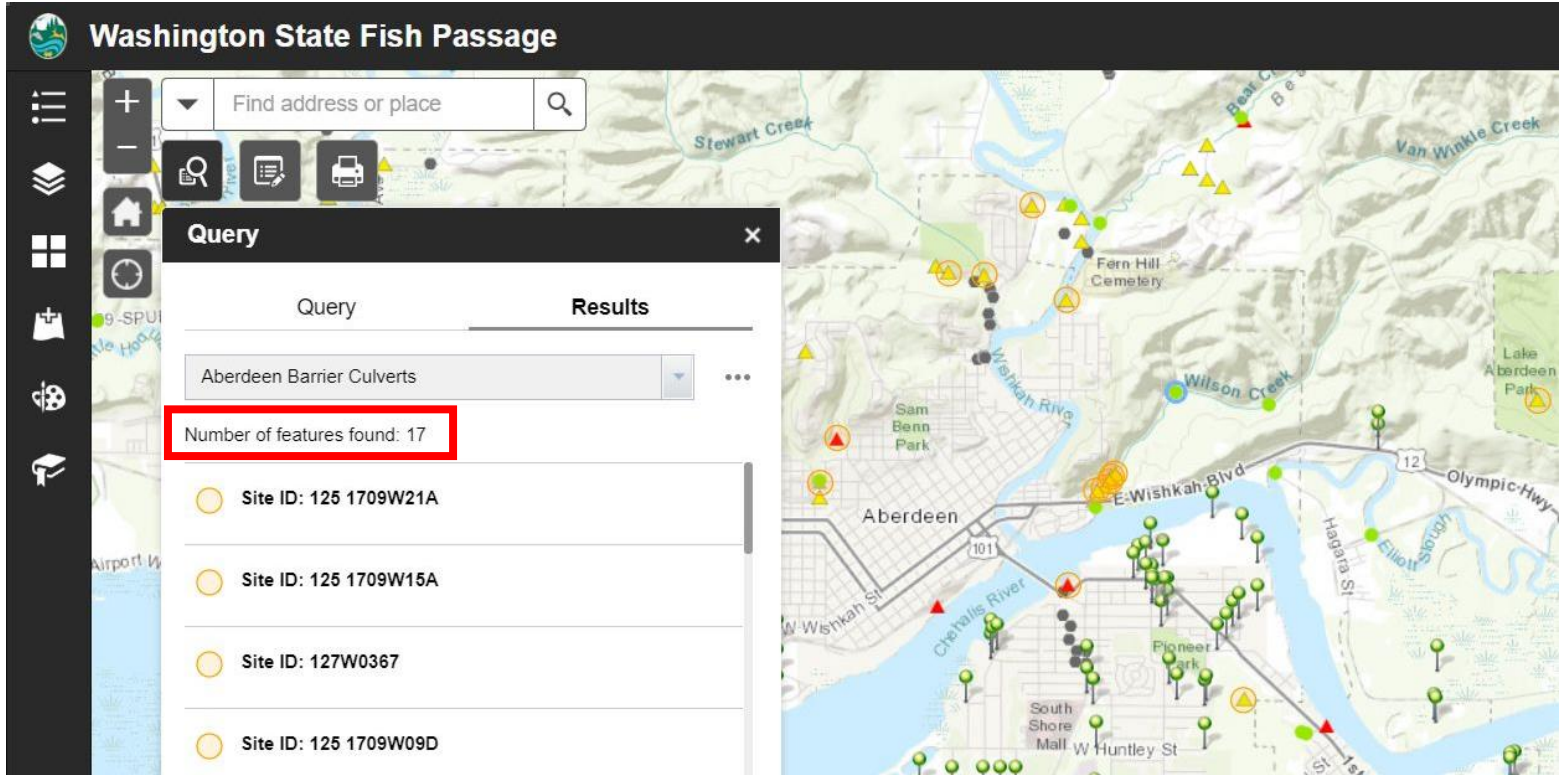 Washington State Fish Passage
Find address or place
Query
Query
Results
Aberdeen Barrier Culverts
Number of features found: 17
Site ID: 125 1709W21A
Site ID: 125 1709W15A
Site ID: 127W0367
Site ID: 125 1709W09D
Stewart Creek
Bear C
Van Winkle Creek
Fern Hill
Cemetery
Wishkah River
Wilson Creek
Lake
Aberdeen
Park
Sam
Benn
Park
12
E Wishkah Blvd
Olympic Hwy
Aberdeen
101
Hagara St
Elliott Slough
W Wishkah St
Chehalis River
Pioneer
Park
South
Shore
Mall
W Huntley St
Airport W